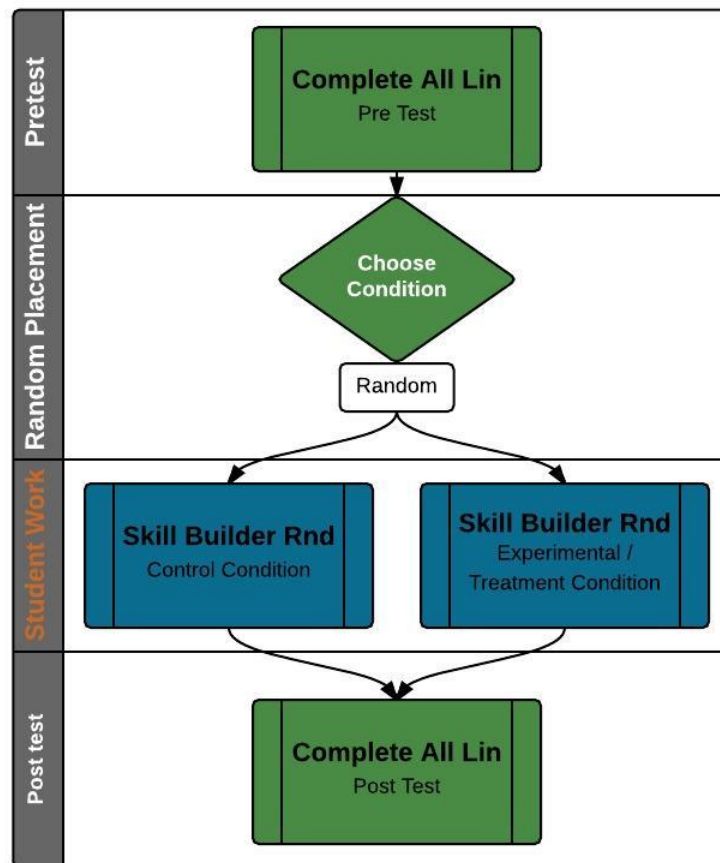 Pretest
Complete All Lin
Pre Test
Random Placement
Choose
Condition
Random
Student Work
Skill Builder Rnd
Control Condition
Skill Builder Rnd
Experimental /
Treatment Condition
Post test
Complete All Lin
Post Test